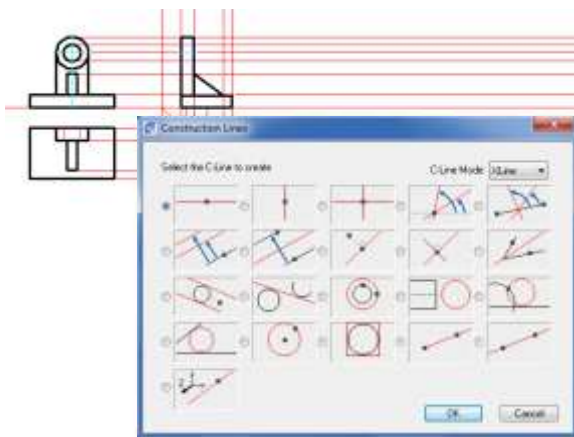 Construction Lines
Select the C-Line to create
C-Line Mode: XLine
Z
OK
Cancel